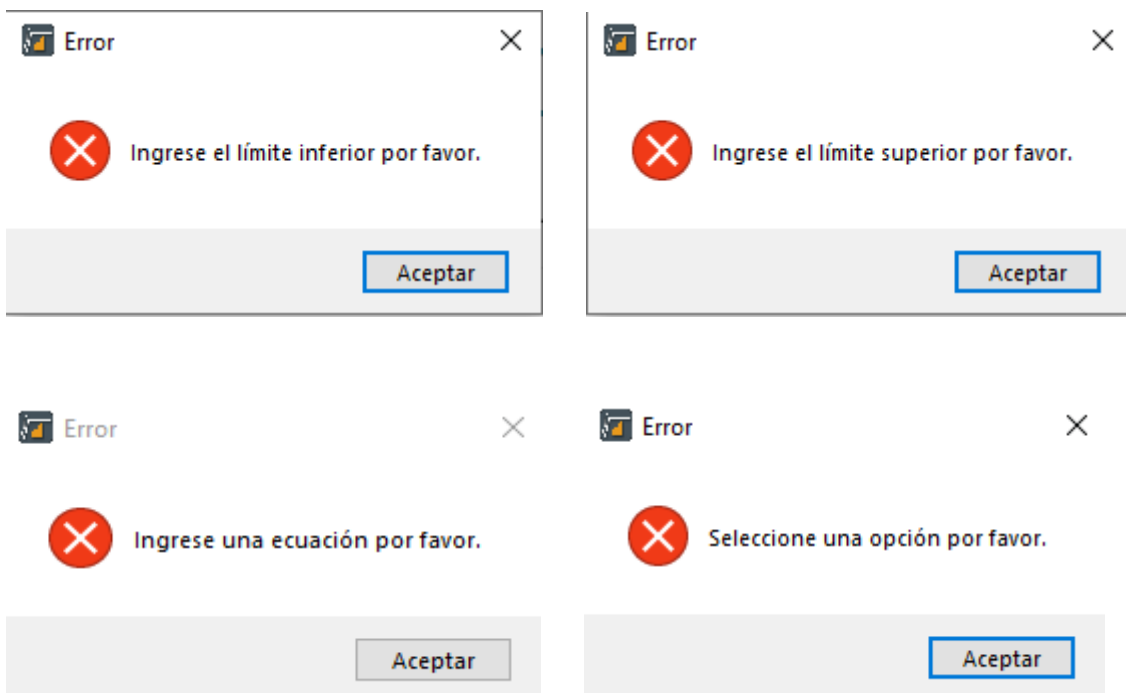 Error
Ingrese el límite inferior por favor.
Aceptar
Error
Ingrese el límite superior por favor.
Aceptar
Error
Ingrese una ecuación por favor.
Aceptar
Error
Seleccione una opción por favor.
Aceptar